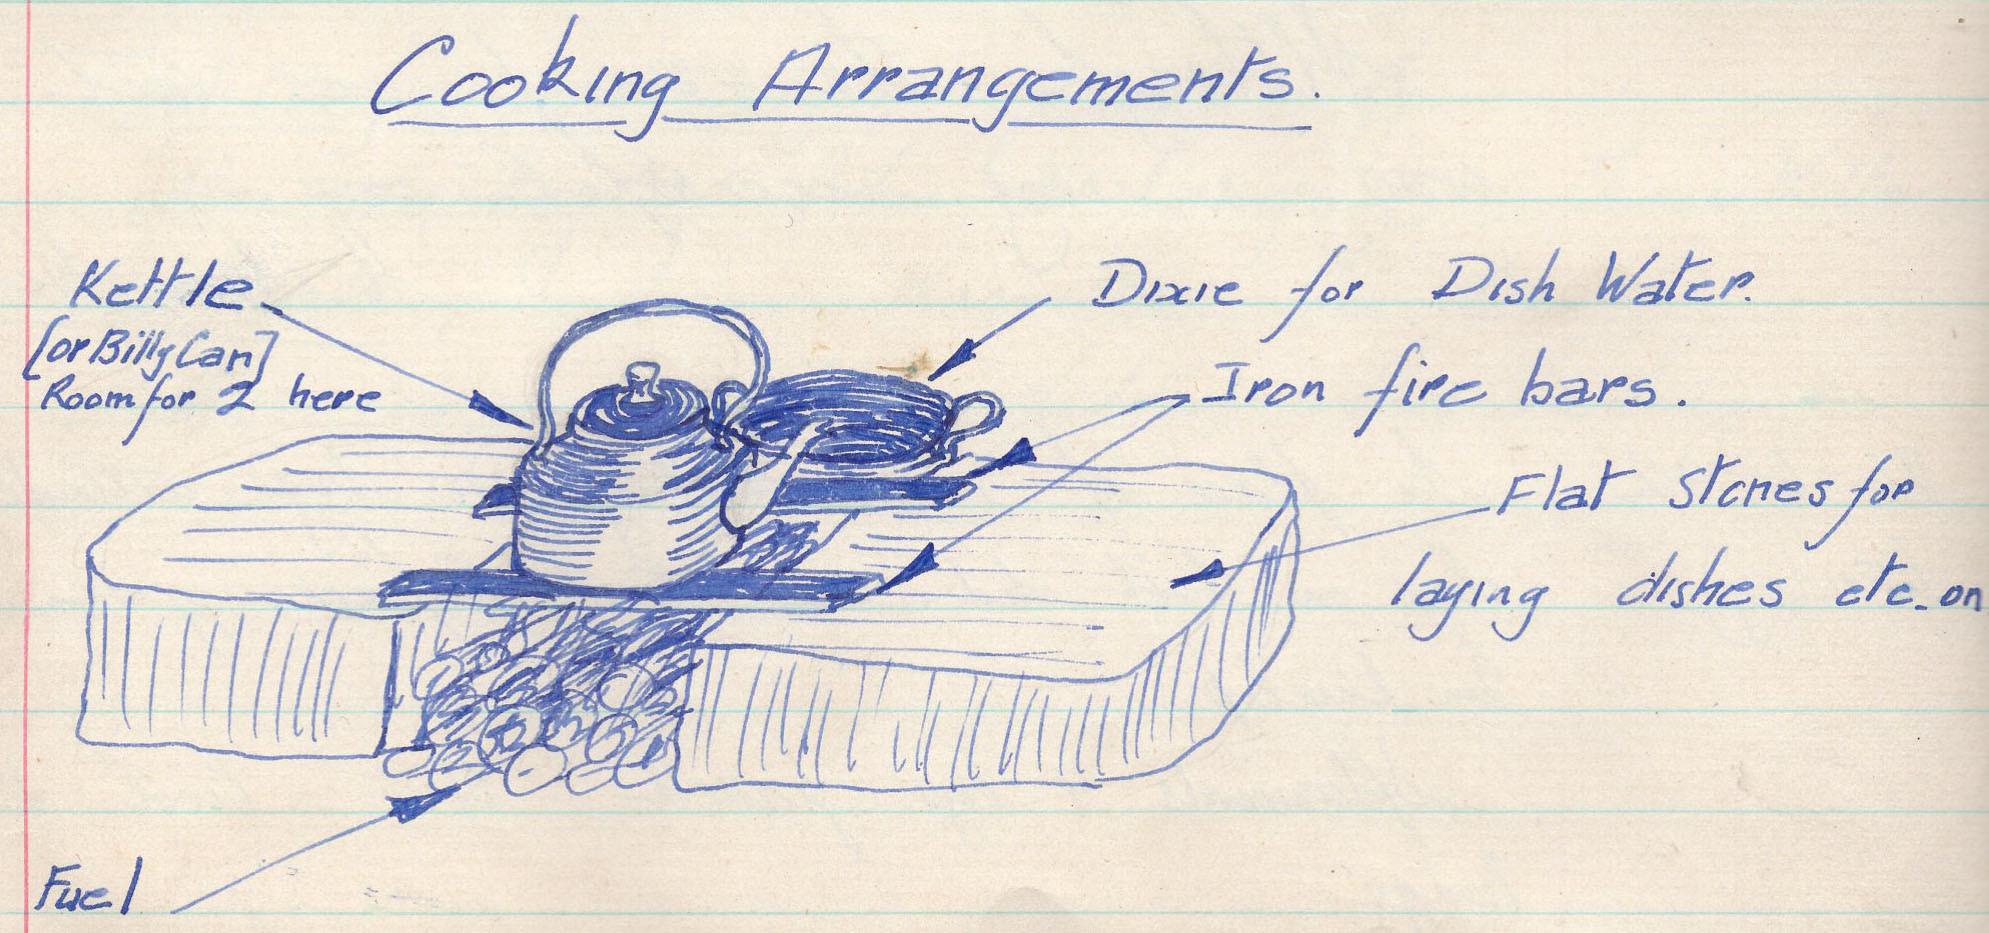 Cooking Arrangements.
Kettle
[or Billy Can]
Room for 2 here
Dixie for Dish Water.
Iron fire bars.
Flat Stones for
laying dishes etc. on
Fuel